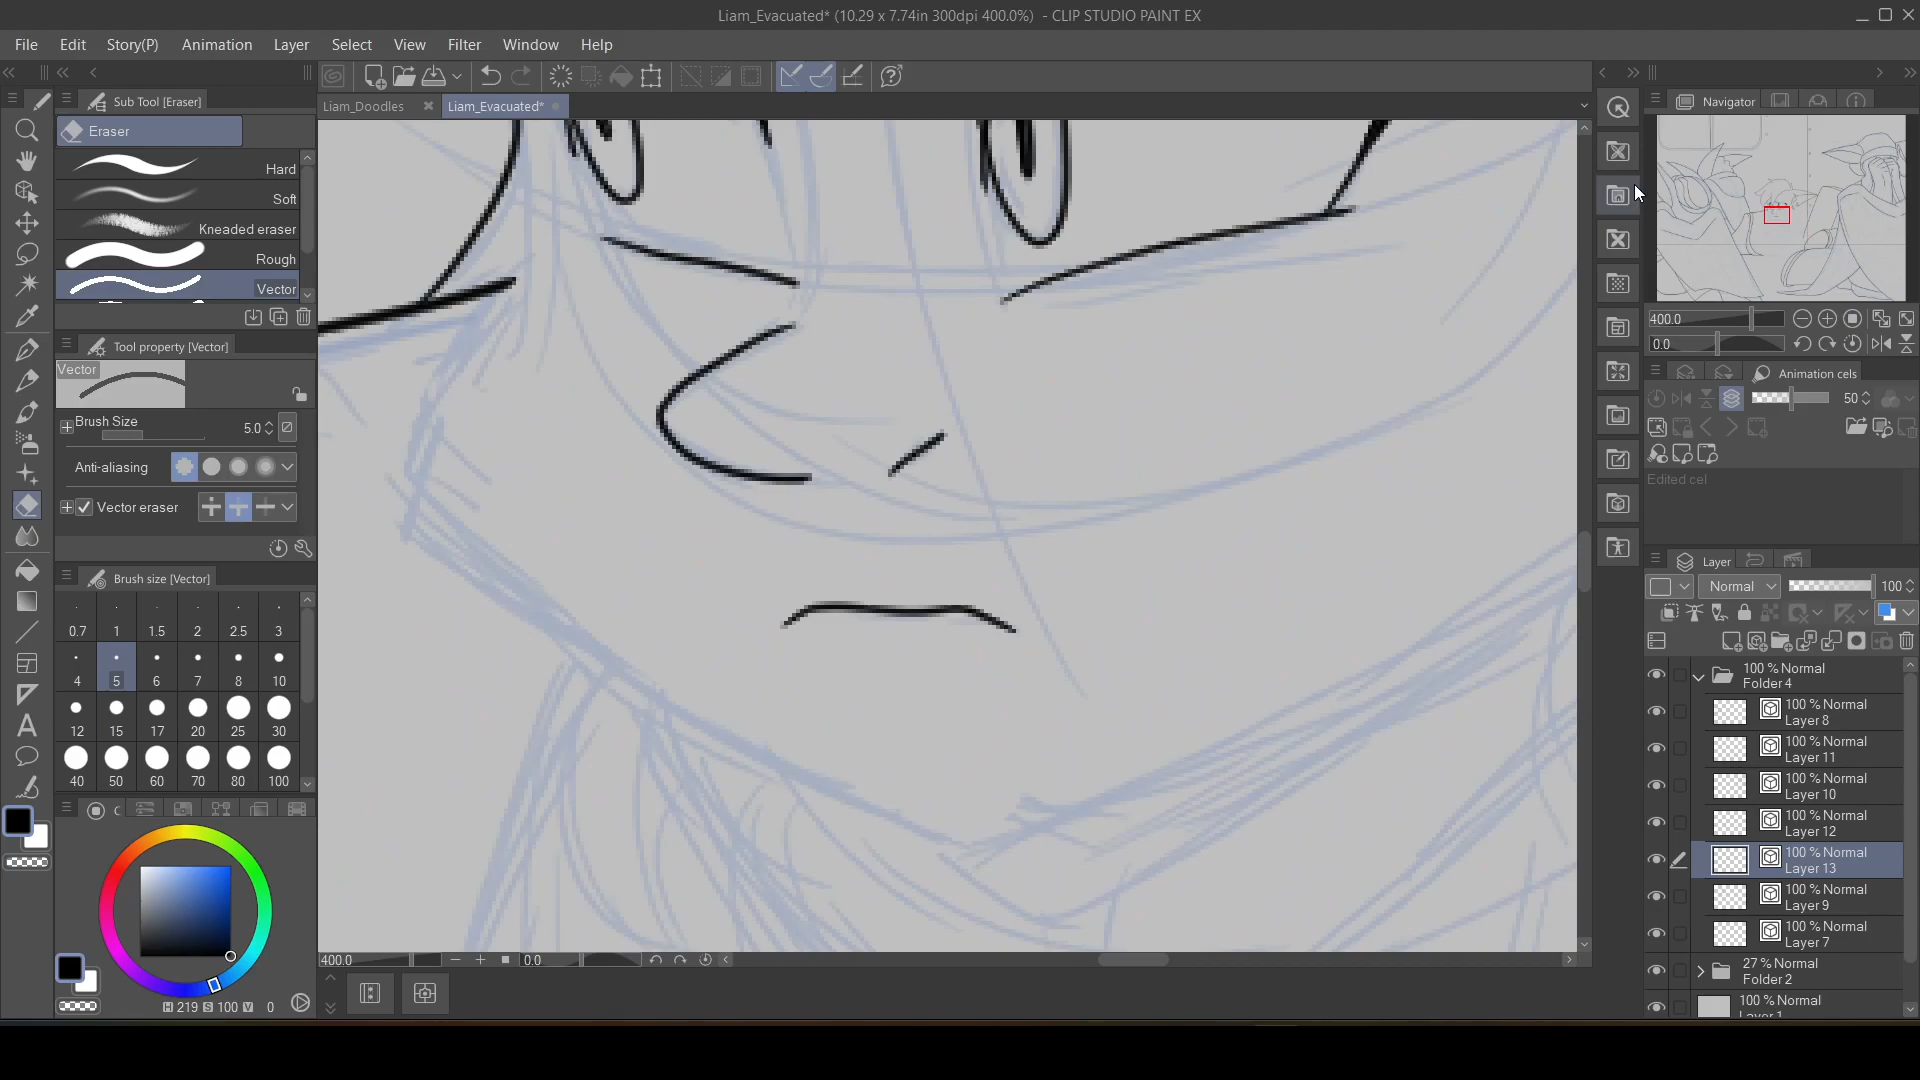 Liam_Evacuated* (10.29 x 7.74in 300dpi 400.0%)  - CLIP STUDIO PAINT EX
File Edit Story(P) Animation Layer Select View Filter Window Help
Sub Tool [Eraser]
Eraser
Hard
Soft
Kneaded eraser
Rough
Vector
Tool property [Vector]
Vector
Brush Size 5.0
Anti-aliasing
Vector eraser
Brush size [Vector]
0.7 1 1.5 2 2.5 3
4 5 6 7 8 10
12 15 17 20 25 30
40 50 60 70 80 100
C
H 219 S 100 V 0
Liam_Doodles Liam_Evacuated*
400.0 0.0
Navigator
400.0
0.0
Animation cels
50
Edited cel
Layer
Normal 100
100 % Normal
Folder 4
100 % Normal
Layer 8
100 % Normal
Layer 11
100 % Normal
Layer 10
100 % Normal
Layer 12
100 % Normal
Layer 13
100 % Normal
Layer 9
100 % Normal
Layer 7
27 % Normal
Folder 2
100 % Normal
Layer 1